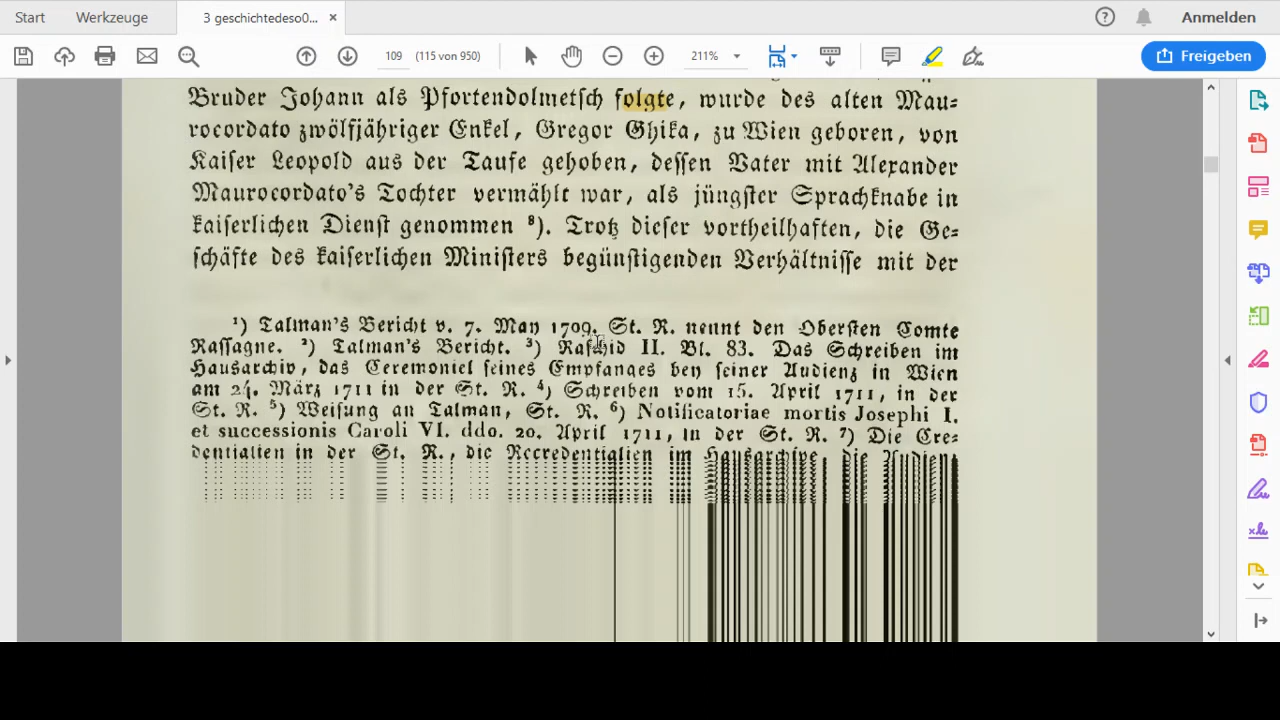 Start
Werkzeuge
3 geschichtedeso0...
Anmelden
109
(115 von 950)
211%
Freigeben
Bruder Johann als Pfortendolmetsch folgte, wurde des alten Mau=
rocordato zwölfjähriger Enkel, Gregor Ghika, zu Wien geboren, von
Kaiser Leopold aus der Taufe gehoben, dessen Vater mit Alexander
Maurocordato's Tochter vermählt war, als jüngster Sprachknabe in
kaiserlichen Dienst genommen ⁸). Trotz dieser vortheilhaften, die Ge=
schäfte des kaiserlichen Ministers begünstigenden Verhältnisse mit der
¹) Talman's Bericht v. 7. May 1709. St. R. nennt den Obersten Comte
Rassagne. ²) Talman's Bericht. ³) Raschid II. Bl. 83. Das Schreiben im
Hausarchiv, das Ceremoniel seines Empfanges bey seiner Audienz in Wien
am 24. März 1711 in der St. R. ⁴) Schreiben vom 15. April 1711, in der
St. R. ⁵) Weisung an Talman, St. R. ⁶) Notificatoriae mortis Josephi I.
et successionis Caroli VI. ddo. 20. April 1711, in der St. R. ⁷) Die Cre=
dentialien in der St. R., die Recredentialien im Hausarchive, die Audien